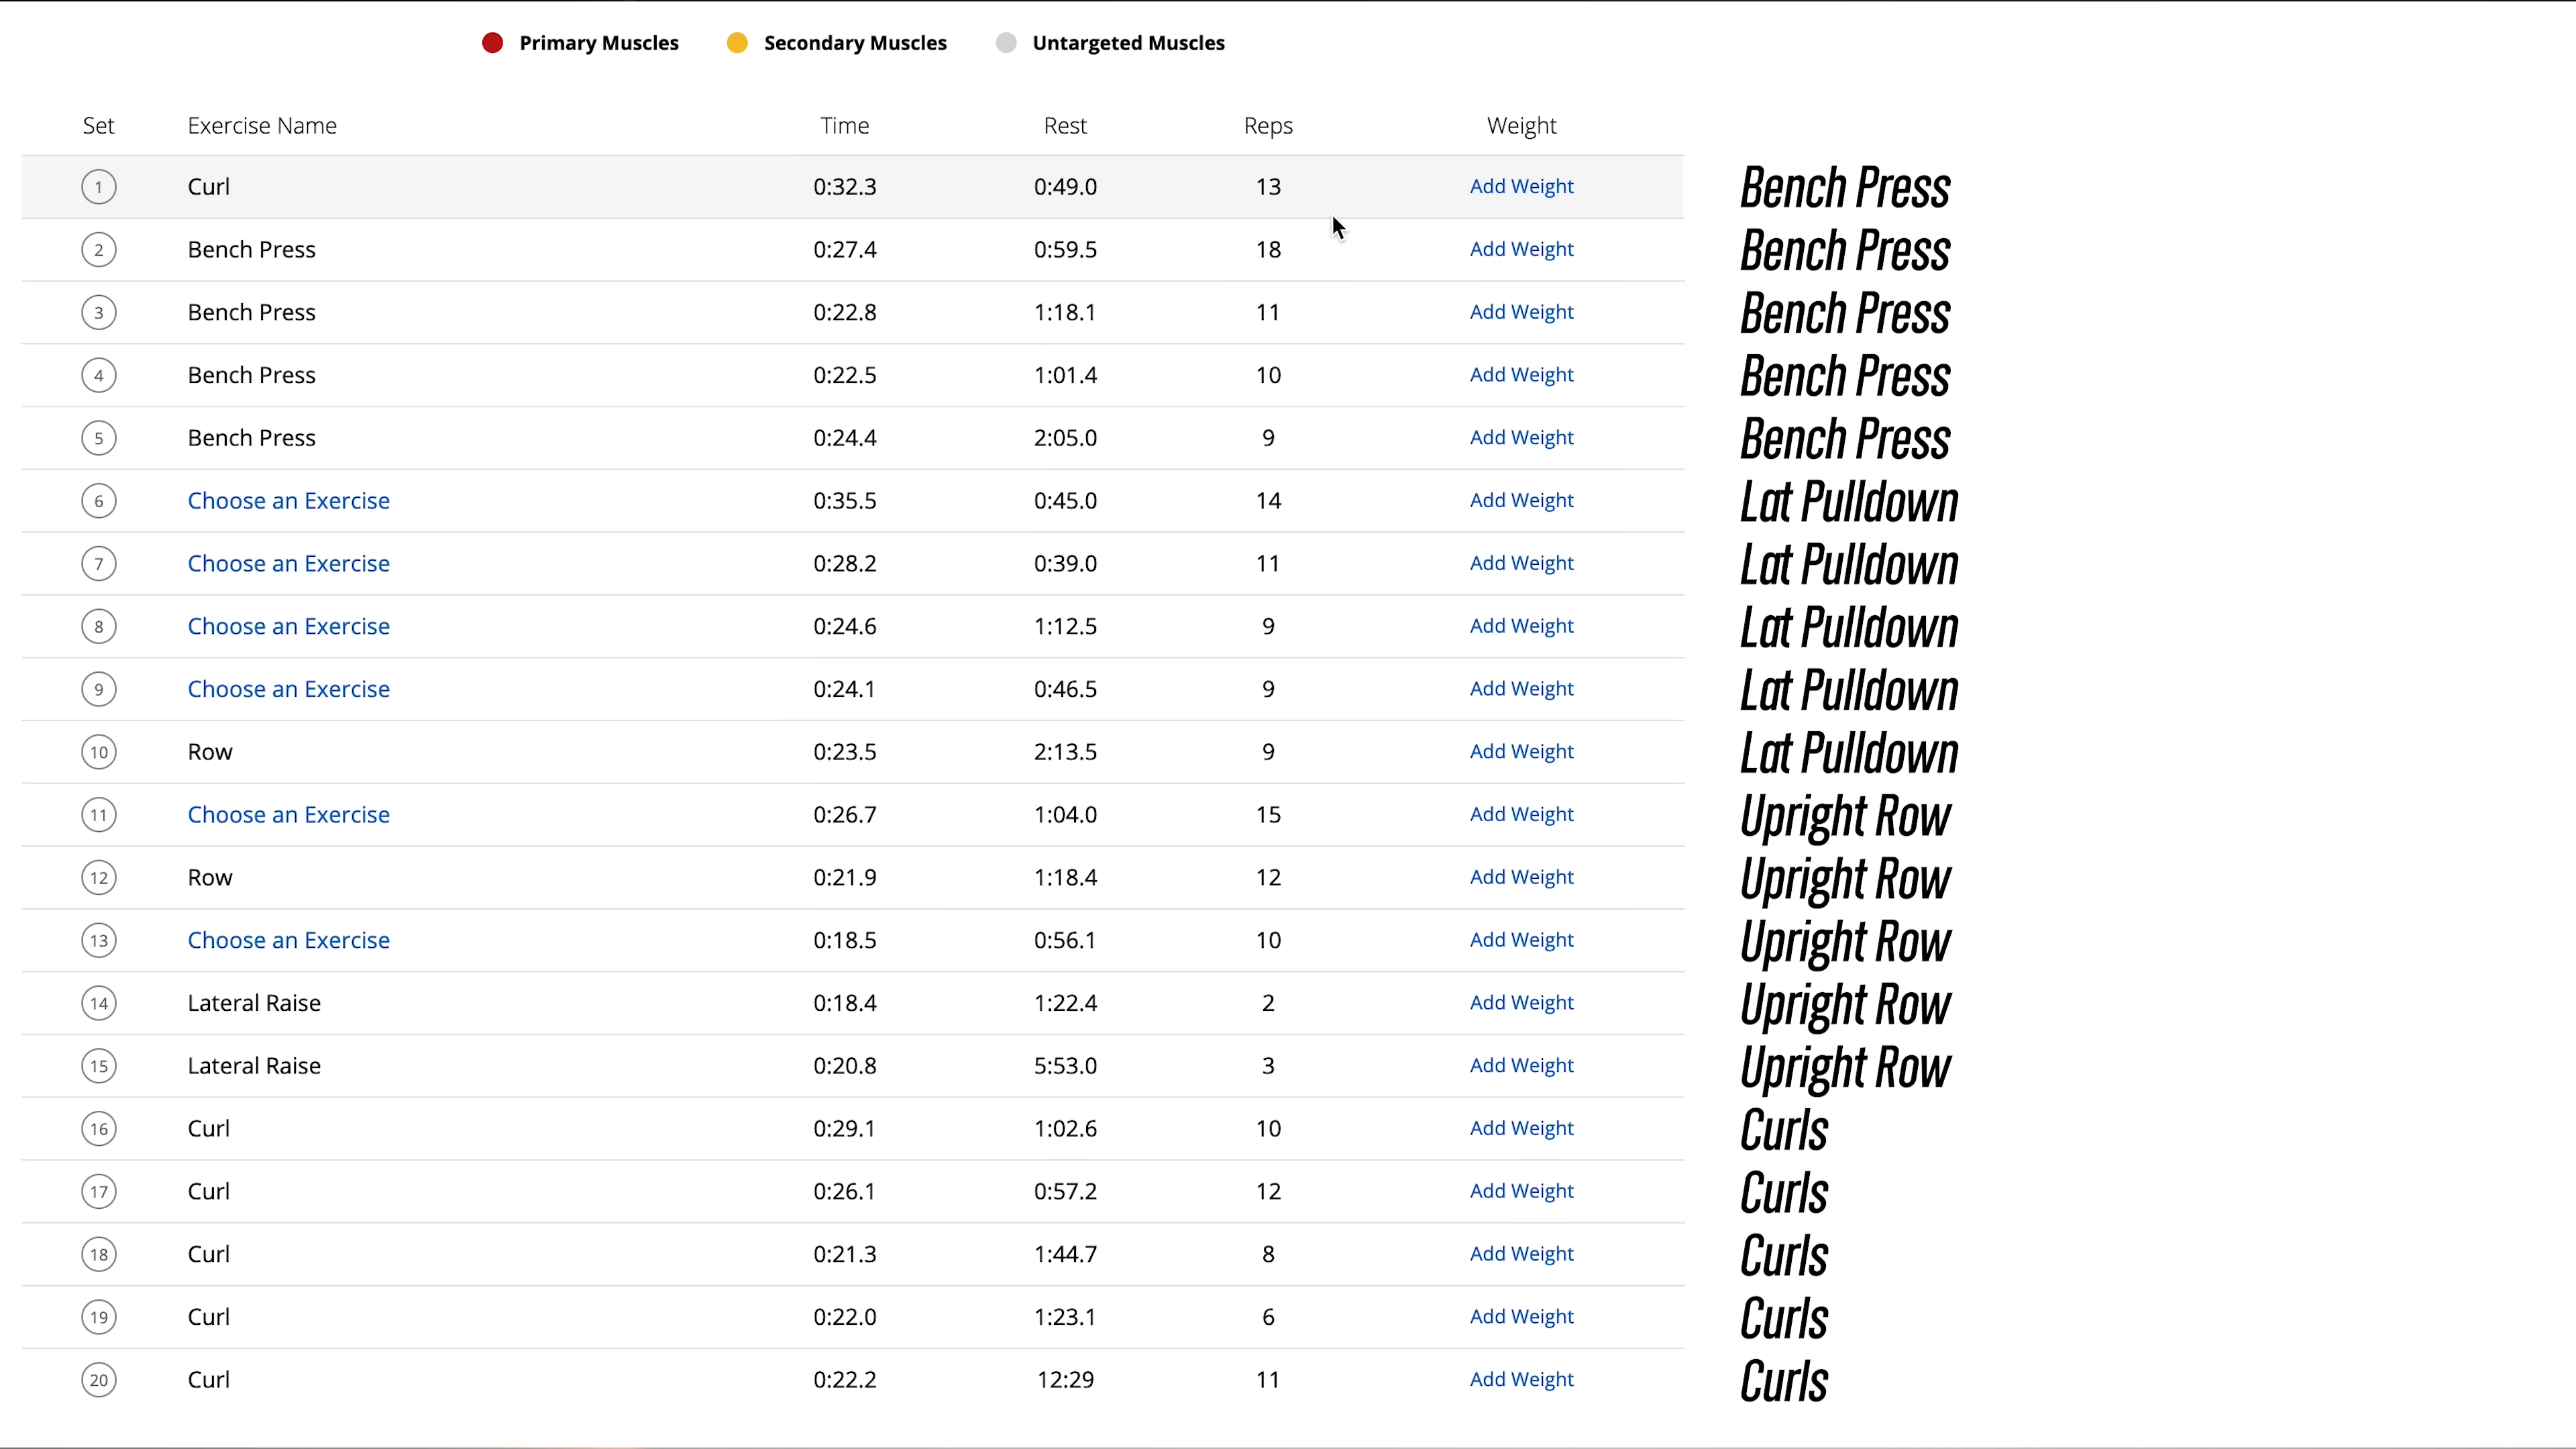 Primary Muscles Secondary Muscles Untargeted Muscles
Set Exercise Name Time Rest Reps Weight
1 Curl 0:32.3 0:49.0 13 Add Weight Bench Press
2 Bench Press 0:27.4 0:59.5 18 Add Weight Bench Press
3 Bench Press 0:22.8 1:18.1 11 Add Weight Bench Press
4 Bench Press 0:22.5 1:01.4 10 Add Weight Bench Press
5 Bench Press 0:24.4 2:05.0 9 Add Weight Bench Press
6 Choose an Exercise 0:35.5 0:45.0 14 Add Weight Lat Pulldown
7 Choose an Exercise 0:28.2 0:39.0 11 Add Weight Lat Pulldown
8 Choose an Exercise 0:24.6 1:12.5 9 Add Weight Lat Pulldown
9 Choose an Exercise 0:24.1 0:46.5 9 Add Weight Lat Pulldown
10 Row 0:23.5 2:13.5 9 Add Weight Lat Pulldown
11 Choose an Exercise 0:26.7 1:04.0 15 Add Weight Upright Row
12 Row 0:21.9 1:18.4 12 Add Weight Upright Row
13 Choose an Exercise 0:18.5 0:56.1 10 Add Weight Upright Row
14 Lateral Raise 0:18.4 1:22.4 2 Add Weight Upright Row
15 Lateral Raise 0:20.8 5:53.0 3 Add Weight Upright Row
16 Curl 0:29.1 1:02.6 10 Add Weight Curls
17 Curl 0:26.1 0:57.2 12 Add Weight Curls
18 Curl 0:21.3 1:44.7 8 Add Weight Curls
19 Curl 0:22.0 1:23.1 6 Add Weight Curls
20 Curl 0:22.2 12:29 11 Add Weight Curls